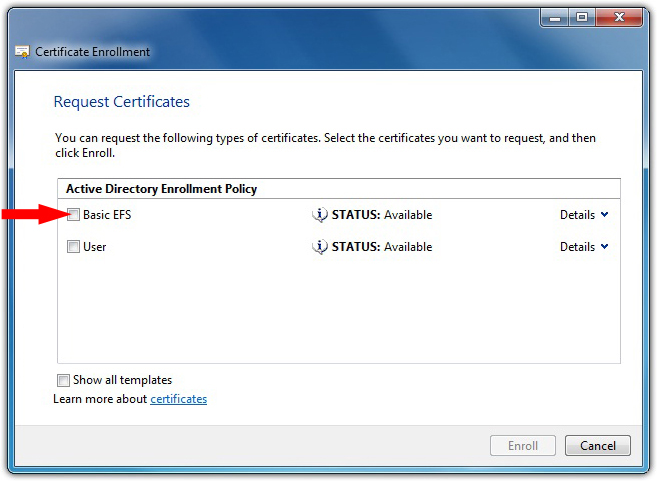 Certificate Enrollment
Request Certificates
You can request the following types of certificates. Select the certificates you want to request, and then
click Enroll.
Active Directory Enrollment Policy
Basic EFS STATUS: Available Details
User STATUS: Available Details
Show all templates
Learn more about certificates
Enroll Cancel